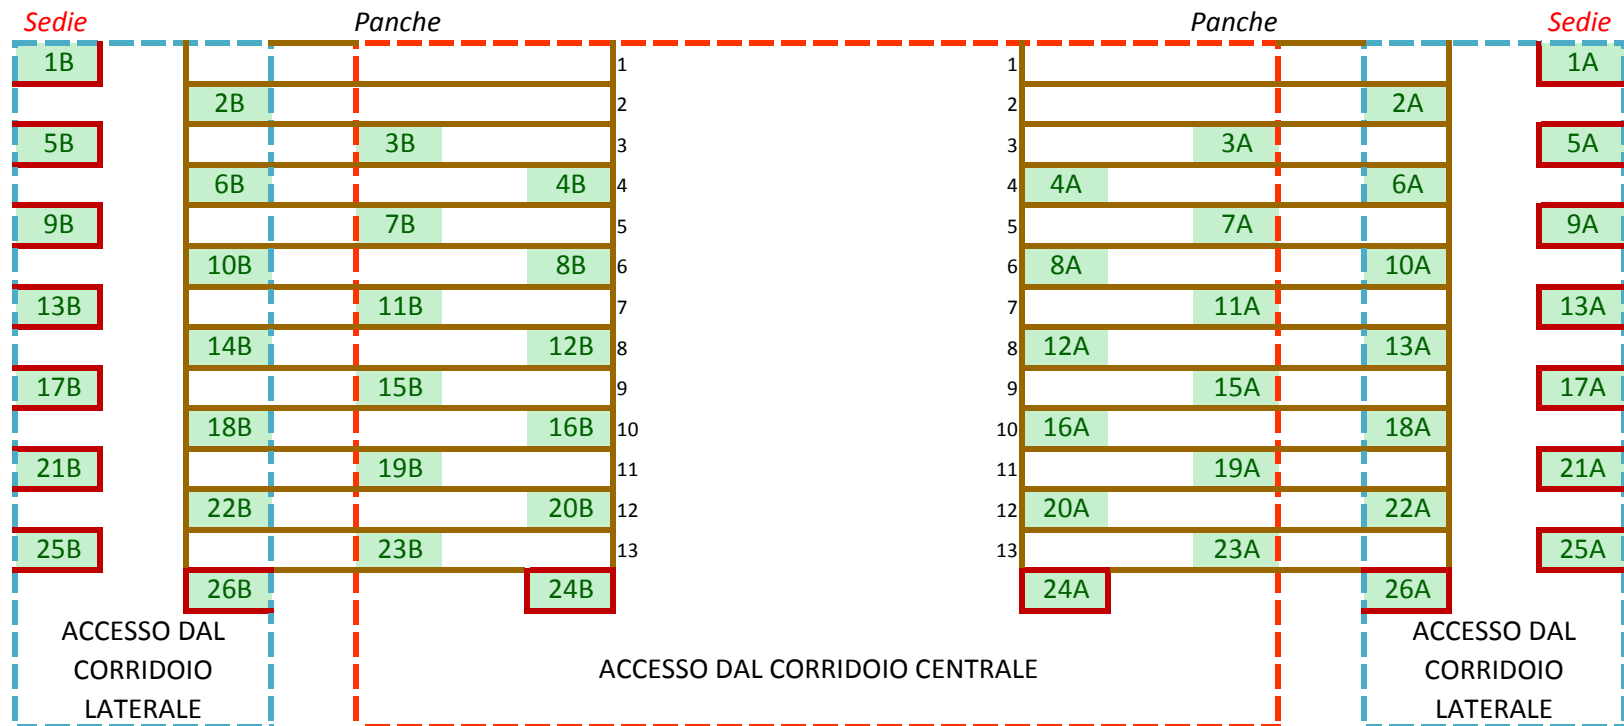 Sedie Panche Panche Sedie
1B 1 1 1A
2B 2 2 2A
5B 3B 3 3 3A 5A
6B 4B 4 4 4A 6A
9B 7B 5 5 7A 9A
10B 8B 6 6 8A 10A
13B 11B 7 7 11A 13A
14B 12B 8 8 12A 13A
17B 15B 9 9 15A 17A
18B 16B 10 10 16A 18A
21B 19B 11 11 19A 21A
22B 20B 12 12 20A 22A
25B 23B 13 13 23A 25A
26B 24B 24A 26A
ACCESSO DAL
CORRIDOIO
LATERALE
ACCESSO DAL CORRIDOIO CENTRALE
ACCESSO DAL
CORRIDOIO
LATERALE